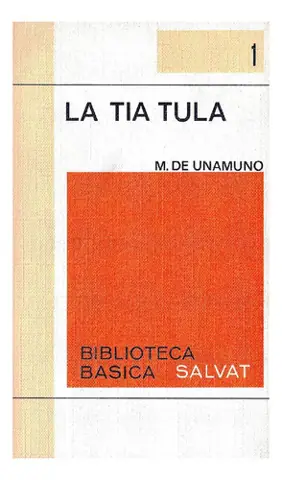 1
LA TIA TULA
M. DE UNAMUNO
BIBLIOTECA
BASICA SALVAT